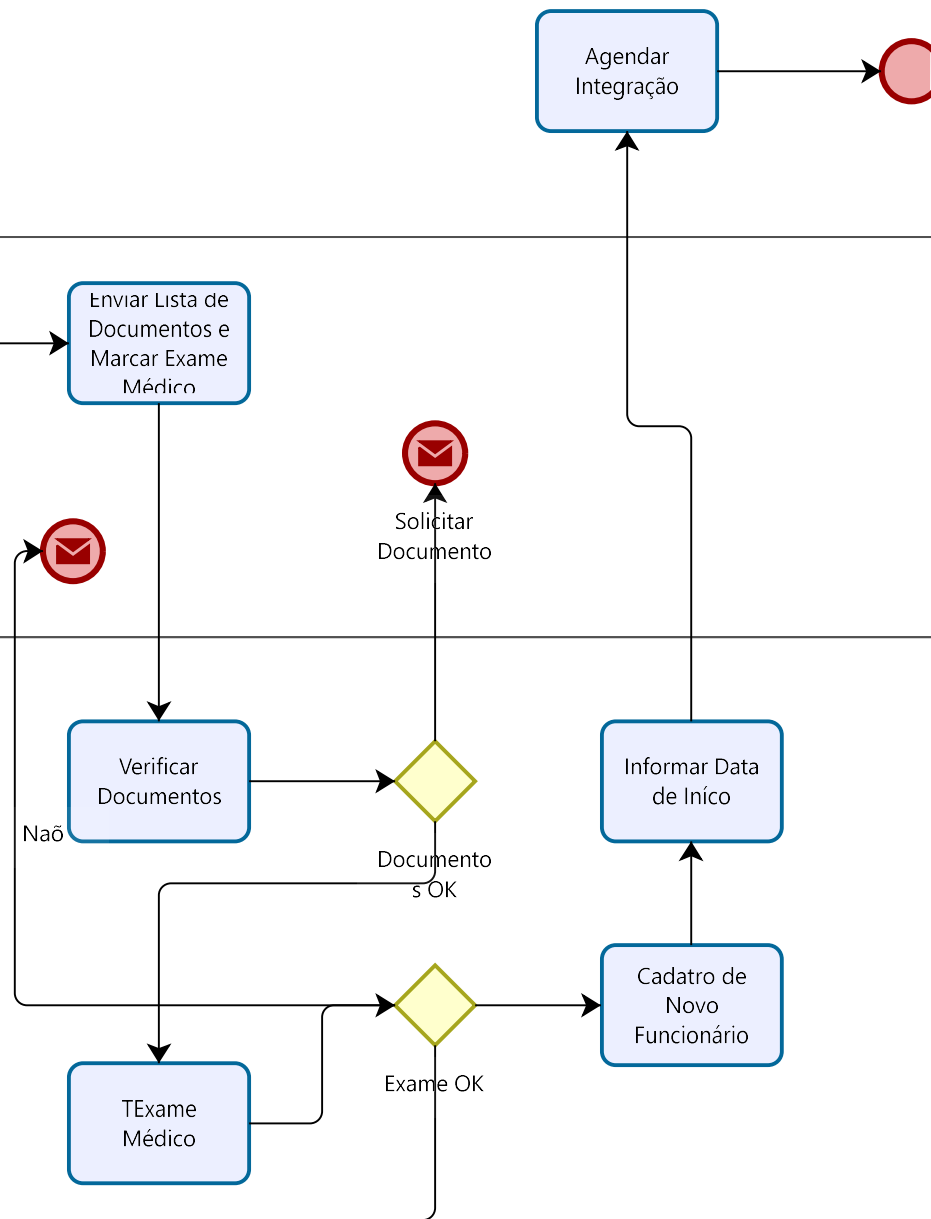 Agendar
Integração
Enviar Lista de
Documentos e
Marcar Exame
Médico
Solicitar
Documento
Verificar
Documentos
Informar Data
de Iníco
Naõ
Documento
s OK
Cadatro de
Novo
Funcionário
Exame OK
TExame
Médico